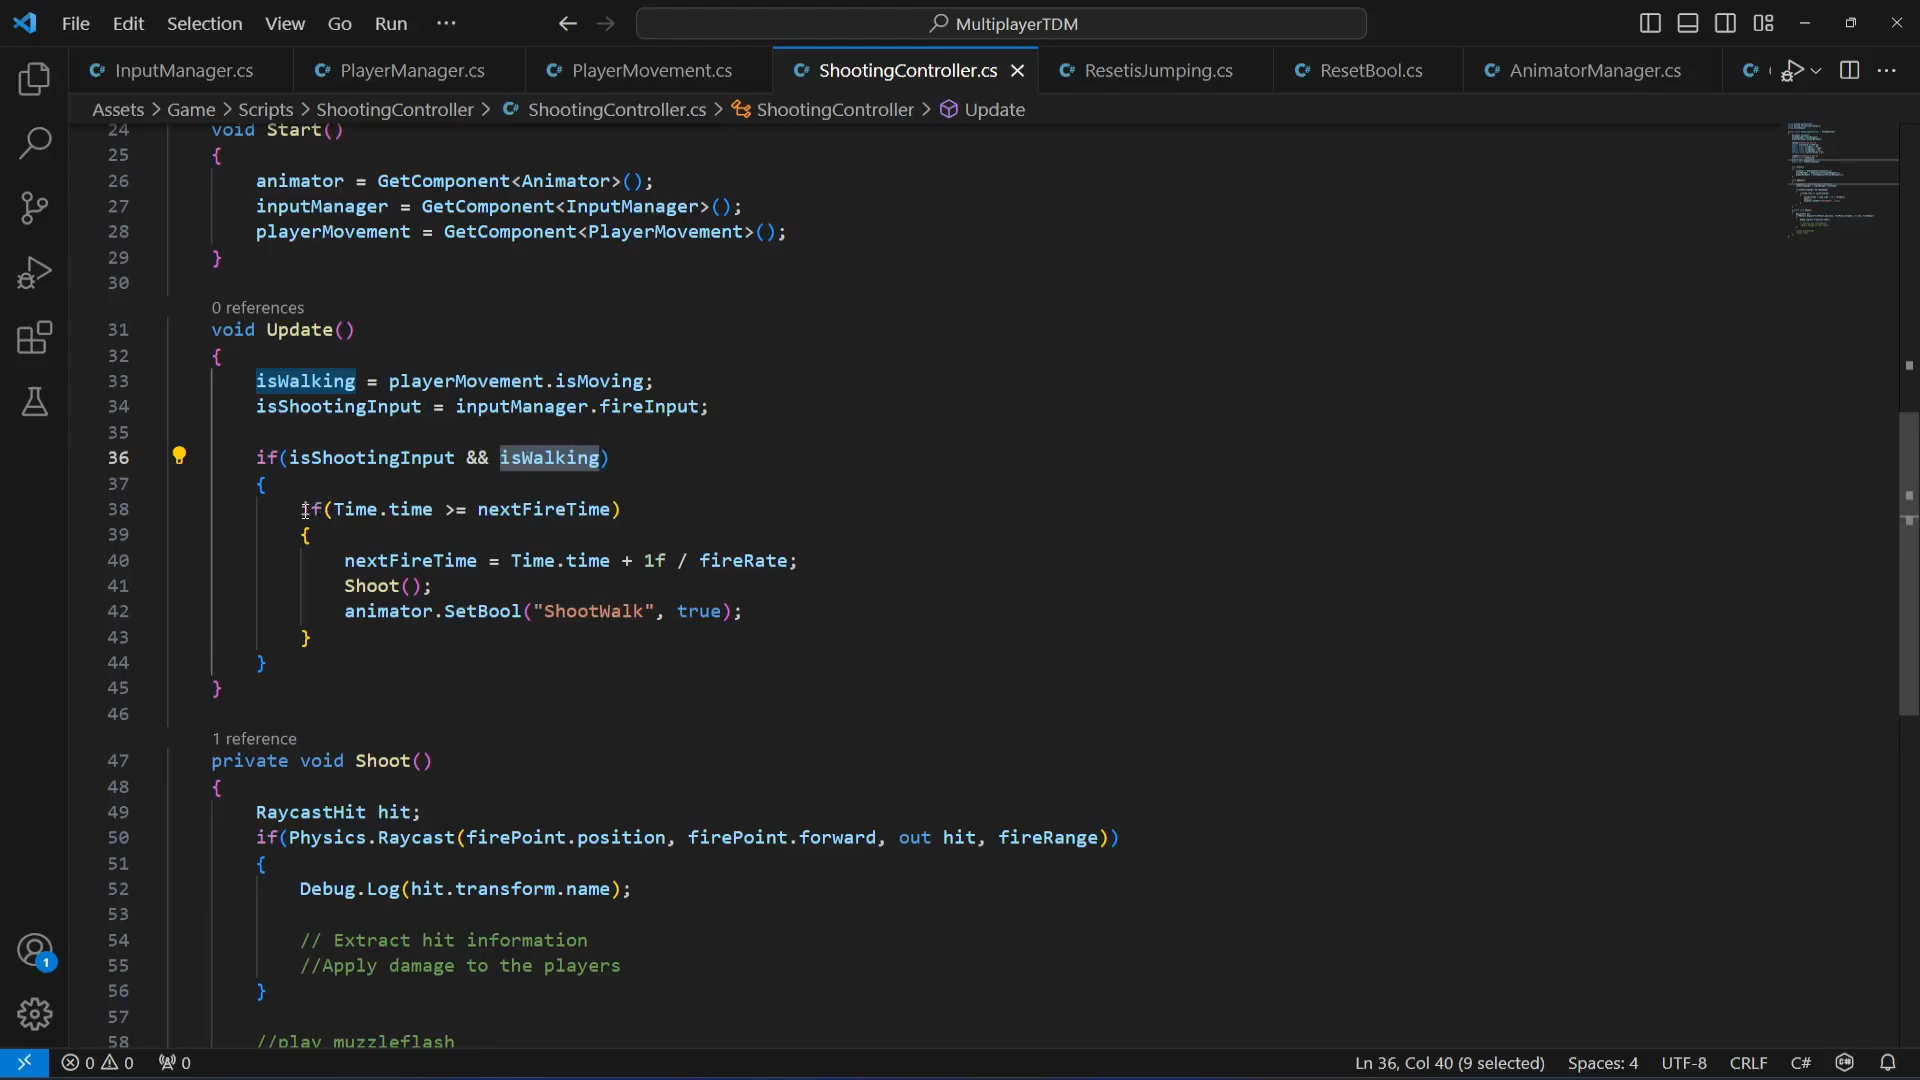 File Edit Selection View Go Run ···
MultiplayerTDM
InputManager.cs PlayerManager.cs PlayerMovement.cs ShootingController.cs ResetisJumping.cs ResetBool.cs AnimatorManager.cs
Assets > Game > Scripts > ShootingController > ShootingController.cs > ShootingController > Update
24 void Start()
25 {
26 animator = GetComponent<Animator>();
27 inputManager = GetComponent<InputManager>();
28 playerMovement = GetComponent<PlayerMovement>();
29 }
30
0 references
31 void Update()
32 {
33 isWalking = playerMovement.isMoving;
34 isShootingInput = inputManager.fireInput;
35
36 if(isShootingInput && isWalking)
37 {
38 if(Time.time >= nextFireTime)
39 {
40 nextFireTime = Time.time + 1f / fireRate;
41 Shoot();
42 animator.SetBool("ShootWalk", true);
43 }
44 }
45 }
46
1 reference
47 private void Shoot()
48 {
49 RaycastHit hit;
50 if(Physics.Raycast(firePoint.position, firePoint.forward, out hit, fireRange))
51 {
52 Debug.Log(hit.transform.name);
53
54 // Extract hit information
55 //Apply damage to the players
56 }
57
58 //play muzzleflash
1
0 0 0 Ln 36, Col 40 (9 selected) Spaces: 4 UTF-8 CRLF C#